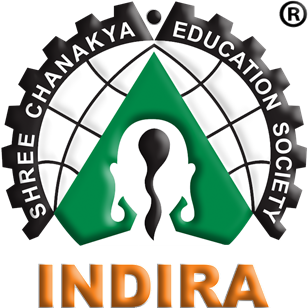 ®
SHREE CHANAKYA EDUCATION SOCIETY
INDIRA